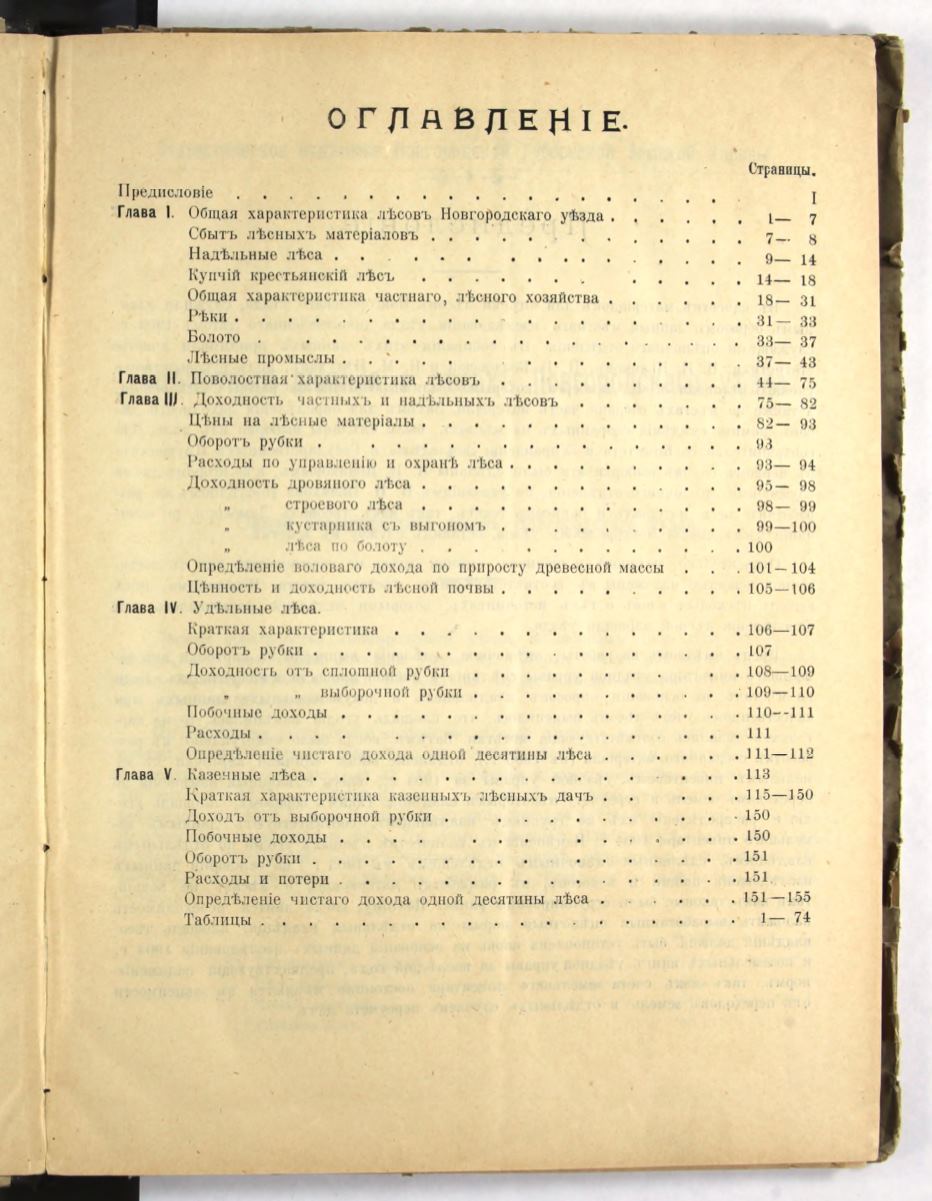 ОГЛАВЛЕНІЕ.
Страницы.
Предисловіе . . . . . . . . . . . . . . . . . . . I
Глава I. Общая характеристика лѣсовъ Новгородскаго уѣзда . . . . . . 1— 7
Сбытъ лѣсныхъ матеріаловъ . . . . . . . . . . . . . 7— 8
Надѣльные лѣса . . . . . . . . . . . . . . . 9— 14
Купчій крестьянскій лѣсъ . . . . . . . . . . . . 14— 18
Общая характеристика частнаго, лѣсного хозяйства . . . . . . 18— 31
Рѣки . . . . . . . . . . . . . . . . . . . 31— 33
Болото . . . . . . . . . . . . . . . . . . 33— 37
Лѣсные промыслы . . . . . . . . . . . . . . . 37— 43
Глава II. Поволостная характеристика лѣсовъ . . . . . . . . . . 44— 75
Глава III. Доходность частныхъ и надѣльныхъ лѣсовъ . . . . . . . 75— 82
Цѣны на лѣсные матеріалы . . . . . . . . . . . . . 82— 93
Оборотъ рубки . . . . . . . . . . . . . . . . 93
Расходы по управленію и охранѣ лѣса . . . . . . . . . . 93— 94
Доходность дровяного лѣса . . . . . . . . . . . . . 95— 98
„ строевого лѣса . . . . . . . . . . . . . 98— 99
„ кустарника съ выгономъ . . . . . . . . . . 99—100
„ лѣса по болоту . . . . . . . . . . . . 100
Опредѣленіе воловаго дохода по приросту древесной массы . . . 101—104
Цѣнность и доходность лѣсной почвы . . . . . . . . . . 105—106
Глава IV. Удѣльные лѣса.
Краткая характеристика . . . . . . . . . . . . . 106—107
Оборотъ рубки . . . . . . . . . . . . . . . . 107
Доходность отъ сплошной рубки . . . . . . . . . . . 108—109
„ „ выборочной рубки . . . . . . . . . . 109—110
Побочные доходы . . . . . . . . . . . . . . . 110--111
Расходы . . . . . . . . . . . . . . . . . . 111
Опредѣленіе чистаго дохода одной десятины лѣса . . . . . . 111—112
Глава V. Казенные лѣса . . . . . . . . . . . . . . . . 113
Краткая характеристика казенныхъ лѣсныхъ дачъ . . . . . . 115—150
Доходъ отъ выборочной рубки . . . . . . . . . . . . 150
Побочные доходы . . . . . . . . . . . . . . . 150
Оборотъ рубки . . . . . . . . . . . . . . . . 151
Расходы и потери . . . . . . . . . . . . . . . 151.
Опредѣленіе чистаго дохода одной десятины лѣса . . . . . . 151—155
Таблицы . . . . . . . . . . . . . . . . . . 1— 74